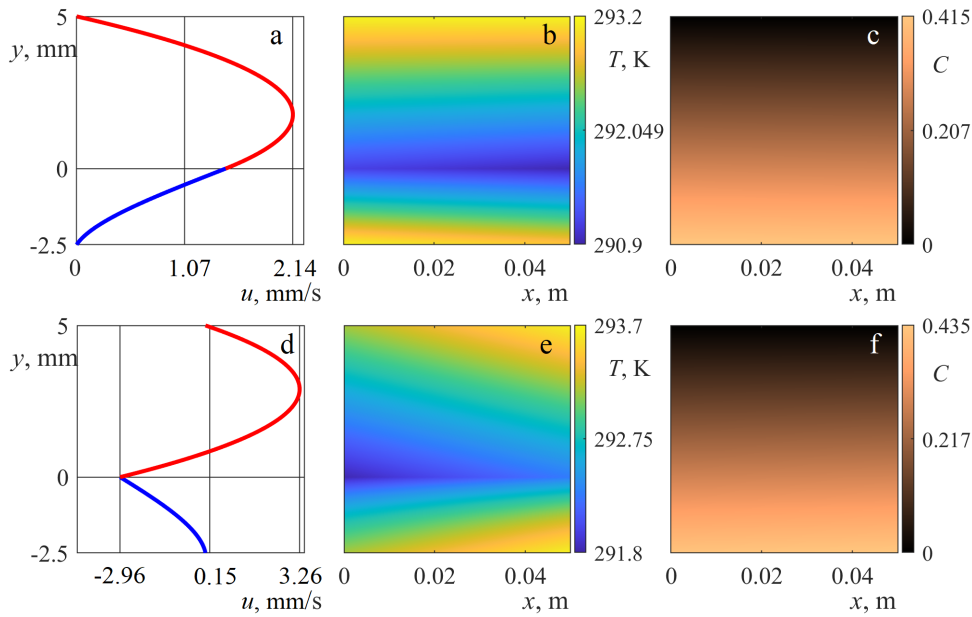 5
y, mm
0
-2.5
a
0
1.07
2.14
u, mm/s
b
293.2
T, K
292.049
290.9
0
0.02
0.04
x, m
c
0.415
C
0.207
0
0
0.02
0.04
x, m
5
y, mm
0
-2.5
d
-2.96
0.15
3.26
u, mm/s
e
293.7
T, K
292.75
291.8
0
0.02
0.04
x, m
f
0.435
C
0.217
0
0
0.02
0.04
x, m